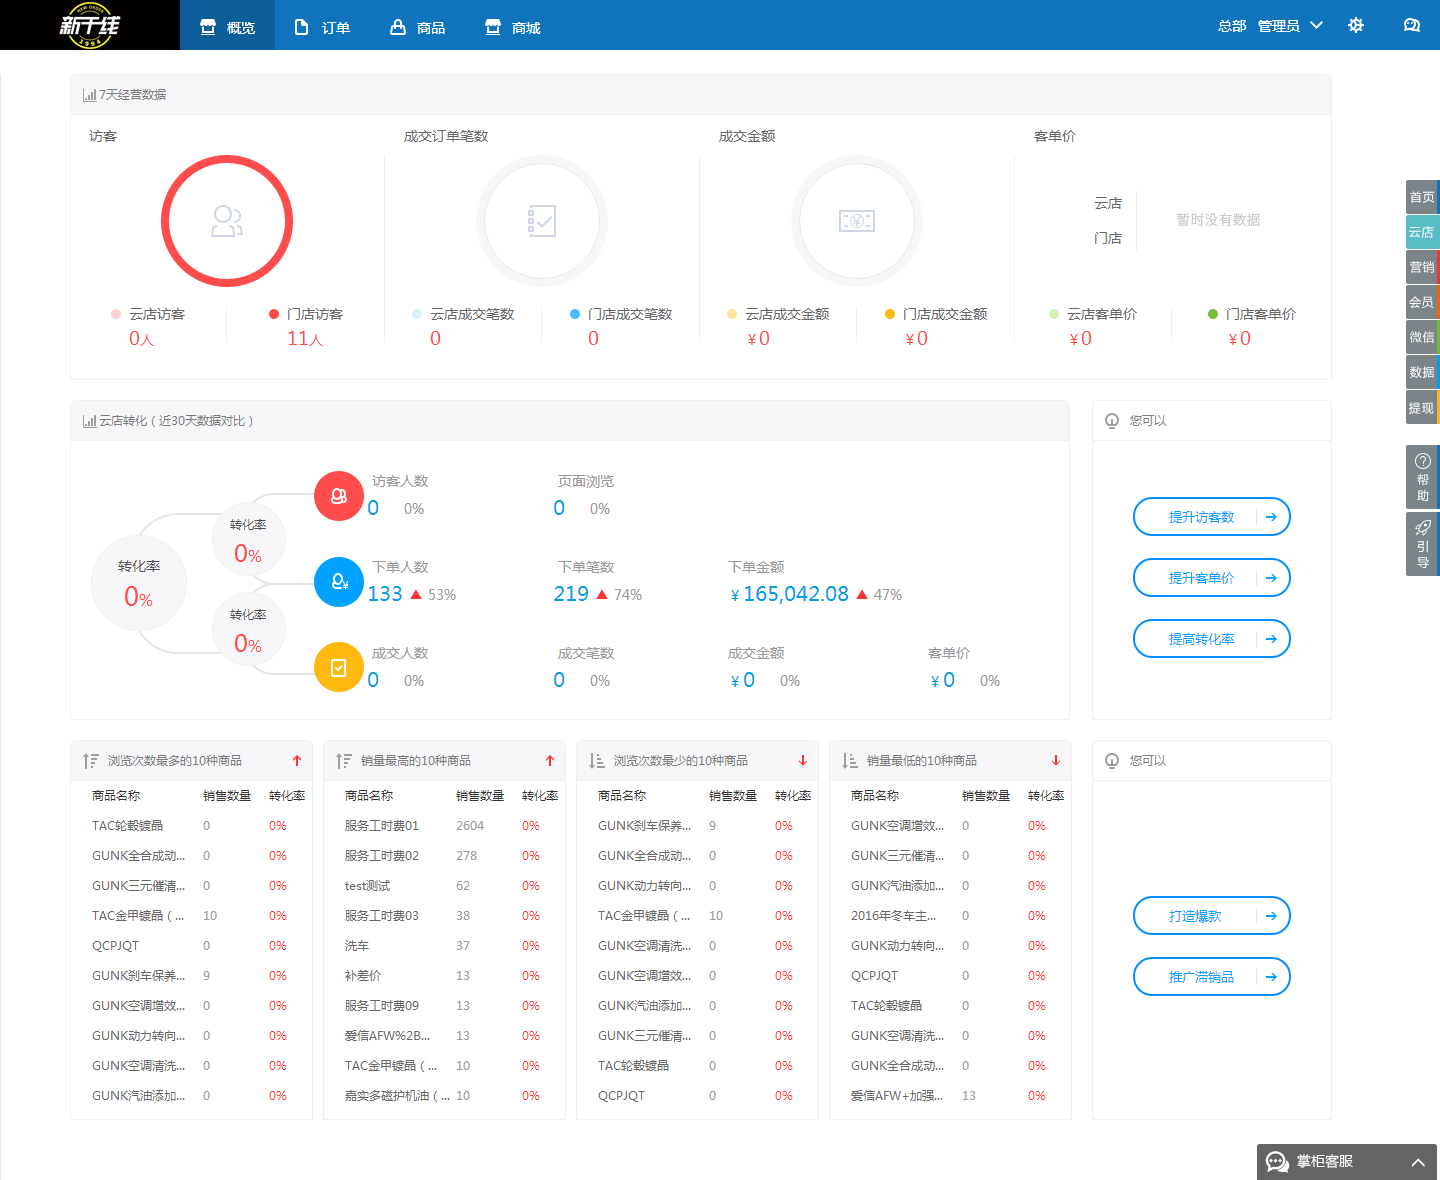 新干线
NEW ORDER
1994
概览
订单
商品
商城
总部 管理员
7天经营数据
访客
成交订单笔数
成交金额
客单价
云店
门店
暂时没有数据
云店访客
0人
门店访客
11人
云店成交笔数
0
门店成交笔数
0
云店成交金额
¥0
门店成交金额
¥0
云店客单价
¥0
门店客单价
¥0
云店转化（近30天数据对比）
转化率
0%
转化率
0%
转化率
0%
访客人数
0 0%
页面浏览
0 0%
下单人数
133 53%
下单笔数
219 74%
下单金额
¥165,042.08 47%
成交人数
0 0%
成交笔数
0 0%
成交金额
¥0 0%
客单价
¥0 0%
您可以
提升访客数
提升客单价
提高转化率
浏览次数最多的10种商品
商品名称 销售数量 转化率
TAC轮毂镀晶 0 0%
GUNK全合成动... 0 0%
GUNK三元催清... 0 0%
TAC金甲镀晶（... 10 0%
QCPJQT 0 0%
GUNK刹车保养... 9 0%
GUNK空调增效... 0 0%
GUNK动力转向... 0 0%
GUNK空调清洗... 0 0%
GUNK汽油添加... 0 0%
销量最高的10种商品
商品名称 销售数量 转化率
服务工时费01 2604 0%
服务工时费02 278 0%
test测试 62 0%
服务工时费03 38 0%
洗车 37 0%
补差价 13 0%
服务工时费09 13 0%
爱信AFW%2B... 13 0%
TAC金甲镀晶（... 10 0%
嘉实多磁护机油（... 10 0%
浏览次数最少的10种商品
商品名称 销售数量 转化率
GUNK刹车保养... 9 0%
GUNK全合成动... 0 0%
GUNK动力转向... 0 0%
TAC金甲镀晶（... 10 0%
GUNK空调清洗... 0 0%
GUNK空调增效... 0 0%
GUNK汽油添加... 0 0%
GUNK三元催清... 0 0%
TAC轮毂镀晶 0 0%
QCPJQT 0 0%
销量最低的10种商品
商品名称 销售数量 转化率
GUNK空调增效... 0 0%
GUNK三元催清... 0 0%
GUNK汽油添加... 0 0%
2016年冬车主... 0 0%
GUNK动力转向... 0 0%
QCPJQT 0 0%
TAC轮毂镀晶 0 0%
GUNK空调清洗... 0 0%
GUNK全合成动... 0 0%
爱信AFW+加强... 13 0%
您可以
打造爆款
推广滞销品
首页
云店
营销
会员
微信
数据
提现
帮助
引导
掌柜客服